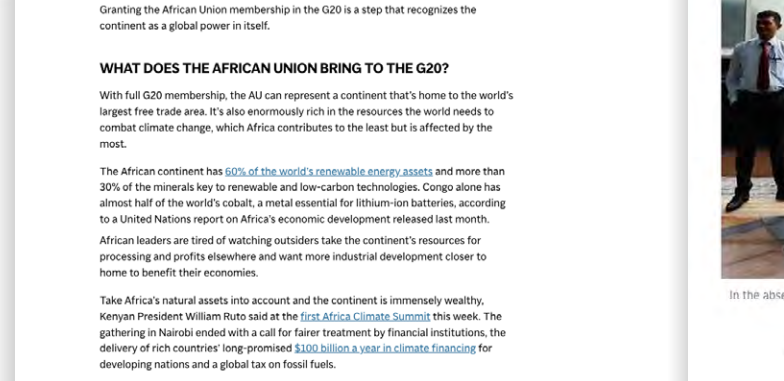 Granting the African Union membership in the G20 is a step that recognizes the
continent as a global power in itself.
WHAT DOES THE AFRICAN UNION BRING TO THE G20?
With full G20 membership, the AU can represent a continent that's home to the world's
largest free trade area. It's also enormously rich in the resources the world needs to
combat climate change, which Africa contributes to the least but is affected by the
most.
The African continent has 60% of the world's renewable energy assets and more than
30% of the minerals key to renewable and low-carbon technologies. Congo alone has
almost half of the world's cobalt, a metal essential for lithium-ion batteries, according
to a United Nations report on Africa's economic development released last month.
African leaders are tired of watching outsiders take the continent's resources for
processing and profits elsewhere and want more industrial development closer to
home to benefit their economies.
Take Africa's natural assets into account and the continent is immensely wealthy,
Kenyan President William Ruto said at the first Africa Climate Summit this week. The
gathering in Nairobi ended with a call for fairer treatment by financial institutions, the
delivery of rich countries' long-promised $100 billion a year in climate financing for
developing nations and a global tax on fossil fuels.
In the